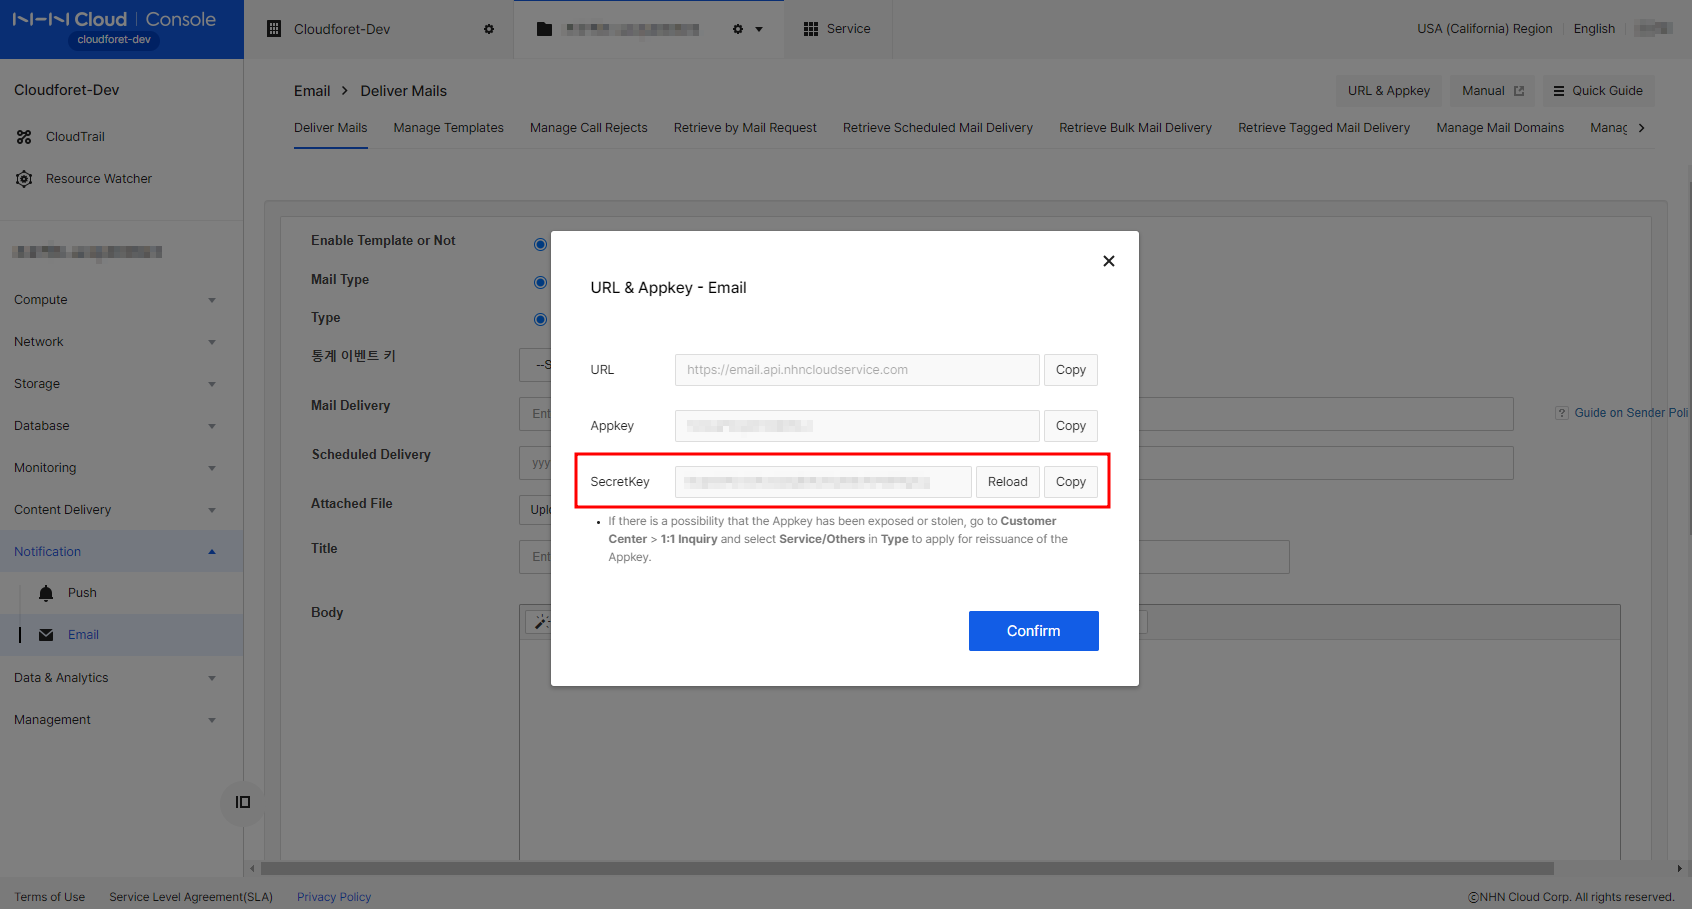 NHN Cloud | Console
cloudforet-dev
Cloudforet-Dev
Service
USA (California) Region
English
Cloudforet-Dev
CloudTrail
Resource Watcher
Compute
Network
Storage
Database
Monitoring
Content Delivery
Notification
Push
Email
Data & Analytics
Management
Email > Deliver Mails
URL & Appkey
Manual
Quick Guide
Deliver Mails
Manage Templates
Manage Call Rejects
Retrieve by Mail Request
Retrieve Scheduled Mail Delivery
Retrieve Bulk Mail Delivery
Retrieve Tagged Mail Delivery
Manage Mail Domains
Manag
Enable Template or Not
Mail Type
Type
통계 이벤트 키
--S
Mail Delivery
Ent
? Guide on Sender Poli
Scheduled Delivery
yyy
Attached File
Uplo
Title
Ent
Body
URL & Appkey - Email
URL
https://email.api.nhncloudservice.com
Copy
Appkey
Copy
SecretKey
Reload
Copy
• If there is a possibility that the Appkey has been exposed or stolen, go to Customer
Center > 1:1 Inquiry and select Service/Others in Type to apply for reissuance of the
Appkey.
Confirm
Terms of Use
Service Level Agreement(SLA)
Privacy Policy
©NHN Cloud Corp. All rights reserved.